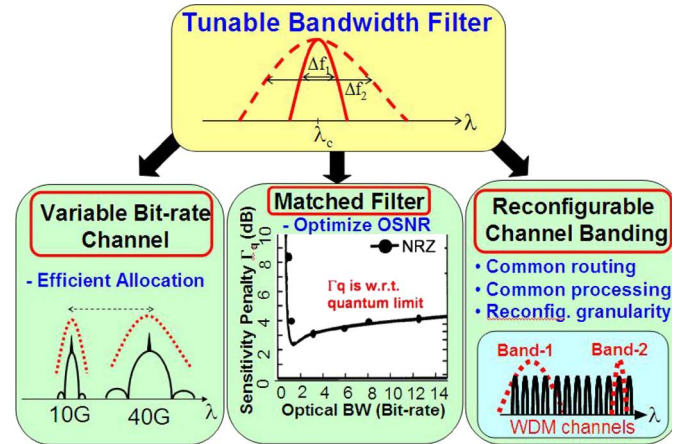 Tunable Bandwidth Filter
Δf₁
Δf₂
λ
λc
Variable Bit-rate
Channel
- Efficient Allocation
10G
40G
λ
Matched Filter
- Optimize OSNR
Sensitivity Penalty Γq (dB)
10
8
6
4
2
0
NRZ
Γq is w.r.t.
quantum limit
0 2 4 6 8 10 12 14
Optical BW (Bit-rate)
Reconfigurable
Channel Banding
• Common routing
• Common processing
• Reconfig. granularity
Band-1
Band-2
λ
WDM channels